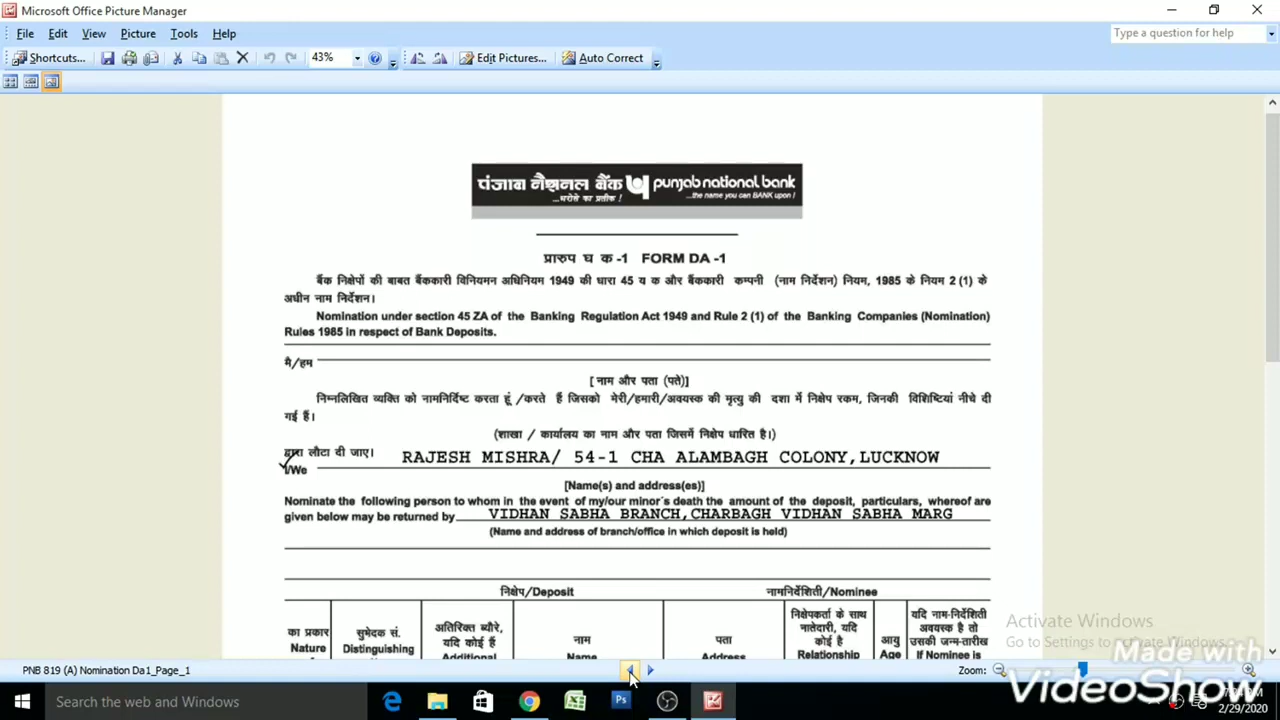 Microsoft Office Picture Manager
File Edit View Picture Tools Help
Type a question for help
Shortcuts... 43% Edit Pictures... Auto Correct
पंजाब नैशनल बैंक punjab national bank
...भरोसे का प्रतीक ! ...the name you can BANK upon !
प्रारुप घ क -1 FORM DA -1
बैंक निक्षेपों की बाबत बैंककारी विनियमन अधिनियम 1949 की धारा 45 य क और बैंककारी कम्पनी (नाम निर्देशन) नियम, 1985 के नियम 2 (1) के
अधीन नाम निर्देशन।
Nomination under section 45 ZA of the Banking Regulation Act 1949 and Rule 2 (1) of the Banking Companies (Nomination)
Rules 1985 in respect of Bank Deposits.
मै/हम
[ नाम और पता (पते)]
निम्नलिखित व्यक्ति को नामनिर्दिष्ट करता हूं /करते हैं जिसको मेरी/हमारी/अवयस्क की मृत्यु की दशा में निक्षेप रकम, जिनकी विशिष्टियां नीचे दी
गई हैं।
(शाखा / कार्यालय का नाम और पता जिसमें निक्षेप धारित है।)
द्वारा लौटा दी जाए।
I/We RAJESH MISHRA/ 54-1 CHA ALAMBAGH COLONY,LUCKNOW
[Name(s) and address(es)]
Nominate the following person to whom in the event of my/our minor's death the amount of the deposit, particulars, whereof are
given below may be returned by VIDHAN SABHA BRANCH,CHARBAGH VIDHAN SABHA MARG
(Name and address of branch/office in which deposit is held)
निक्षेप/Deposit नामनिर्देशिती/Nominee
का प्रकार
Nature
सुभेदक सं.
Distinguishing
अतिरिक्त ब्यौरे,
यदि कोई हैं
Additional
नाम
Name
पता
Address
निक्षेपकर्ता के साथ
नातेदारी, यदि
कोई है
Relationship
आयु
Age
यदि नाम-निर्देशिती
अवयस्क है तो
उसकी जन्म-तारीख
If Nominee is
Activate Windows
Go to Settings to activate Windows.
PNB 819 (A) Nomination Da1_Page_1 Zoom:
Made with
VideoShow
Search the web and Windows
2/29/2020